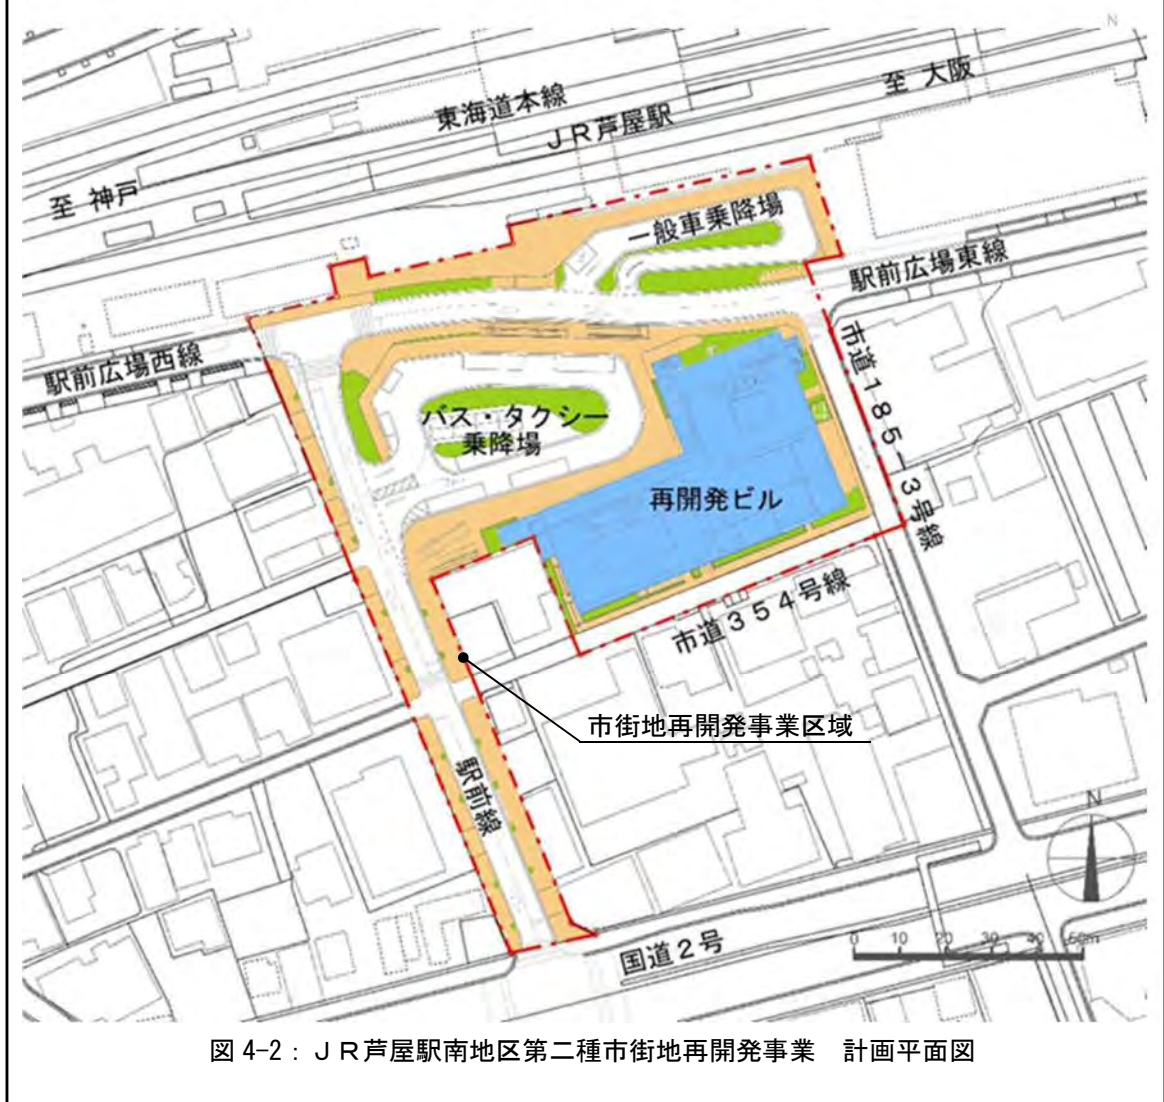 N
東海道本線
至 大阪
JR芦屋駅
至 神戸
一般車乗降場
駅前広場東線
駅前広場西線
市道185-3号線
バス・タクシー
乗降場
再開発ビル
市道354号線
市街地再開発事業区域
駅前線
N
国道2号
0 10 20 30 40 50m
図 4-2：JR芦屋駅南地区第二種市街地再開発事業 計画平面図